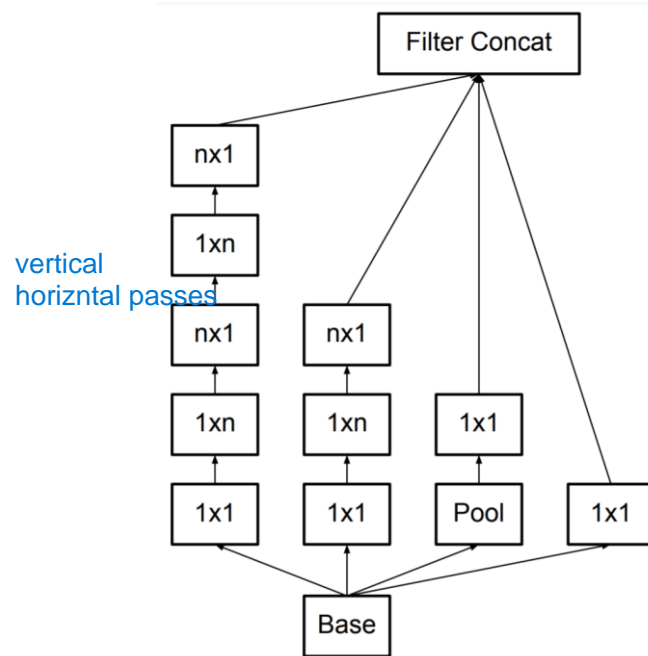 Filter Concat
nx1
1xn
vertical
horizntal passes
nx1
nx1
1xn
1xn
1x1
1x1
1x1
Pool
1x1
Base